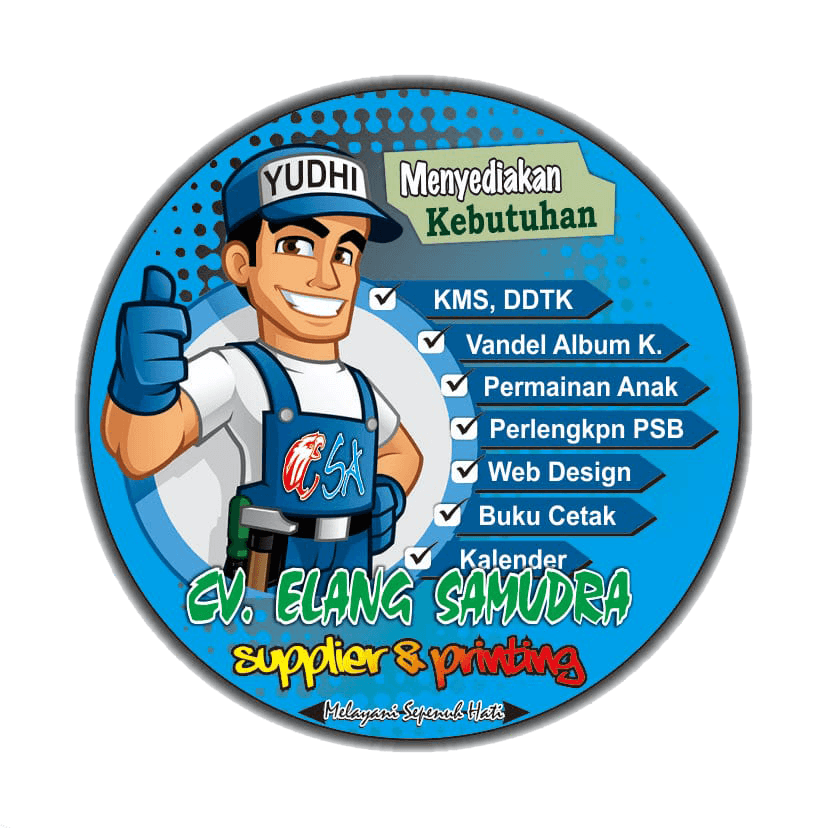 YUDHI
Menyediakan
Kebutuhan
KMS, DDTK
Vandel Album K.
Permainan Anak
Perlengkpn PSB
Web Design
Buku Cetak
Kalender
SA
CV. ELANG SAMUDRA
supplier & printing
Melayani Sepenuh Hati